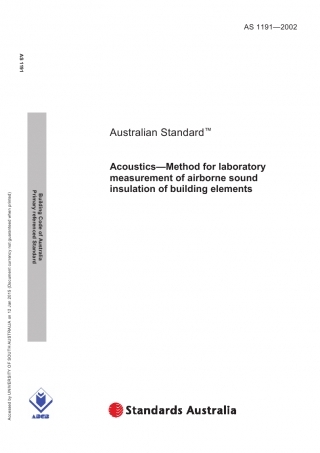 AS 1191—2002
AS 1191
Australian Standard™
Acoustics—Method for laboratory
measurement of airborne sound
insulation of building elements
Building Code of Australia
Primary referenced Standard
Accessed by UNIVERSITY OF SOUTH AUSTRALIA on 12 Jan 2015 (Document currency not guaranteed when printed)
ABCB
Standards Australia